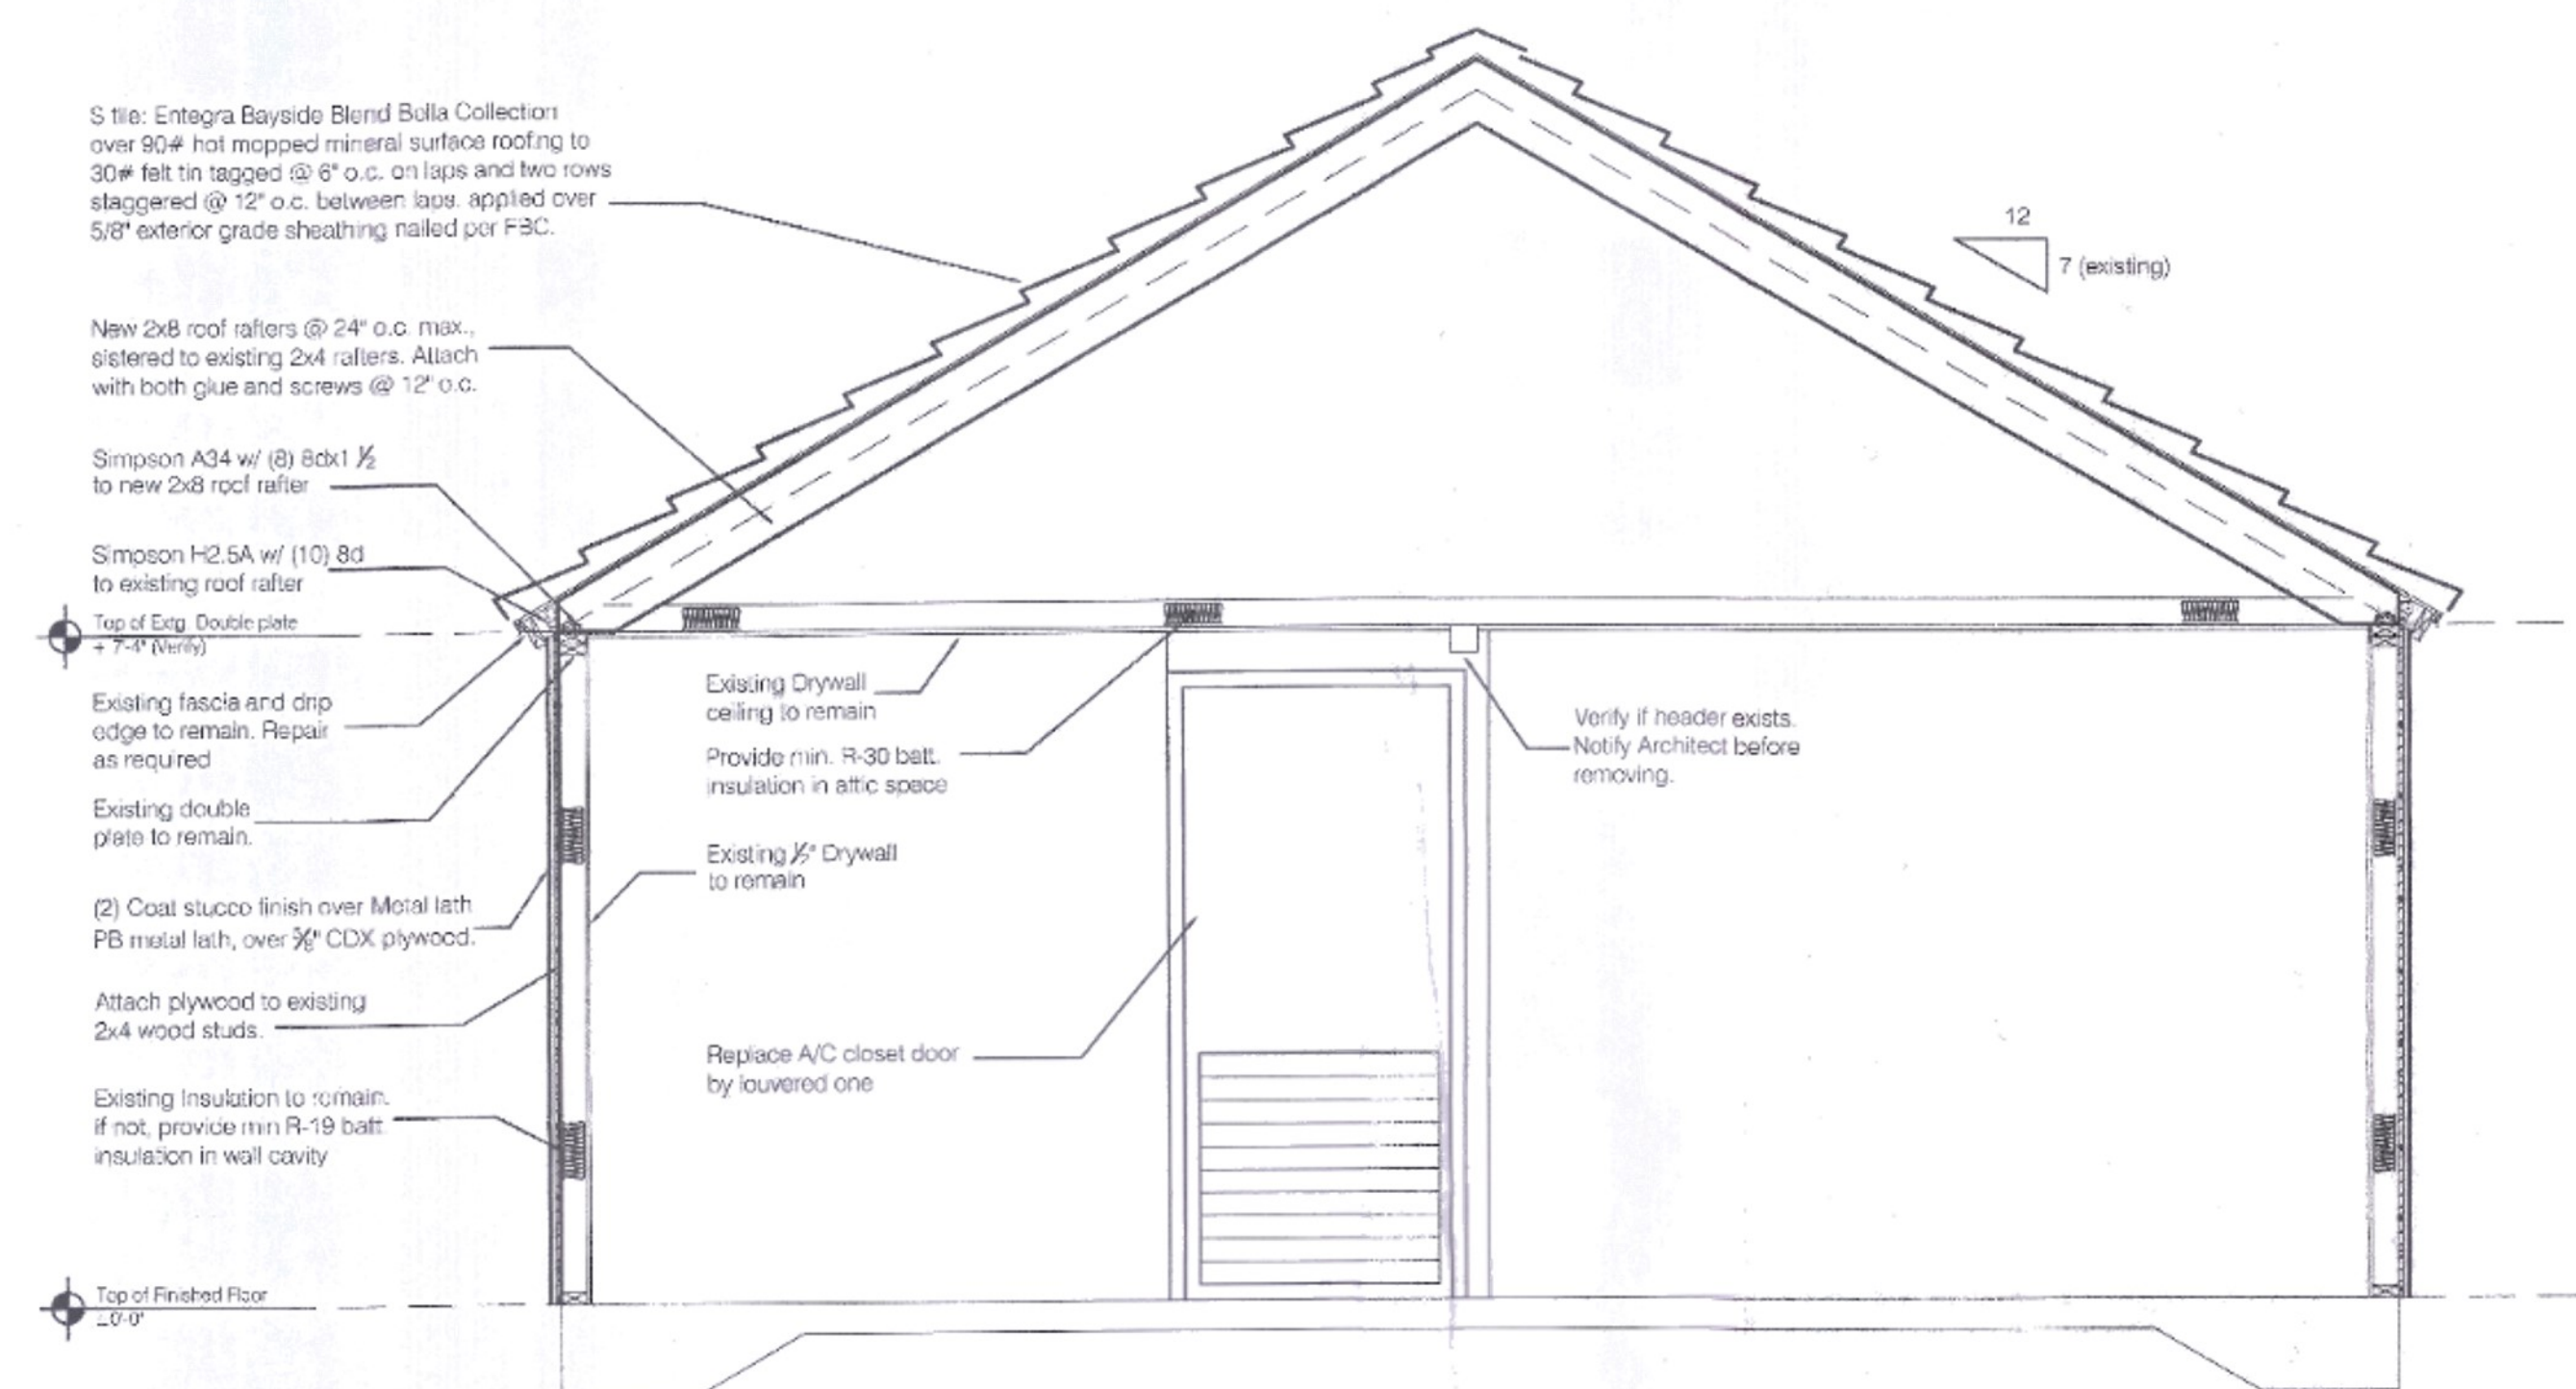 S tile: Entegra Bayside Blend Bella Collection
over 90# hot mopped mineral surface roofing to
30# felt tin tagged @ 6" o.c. on laps and two rows
staggered @ 12" o.c. between laps. applied over
5/8" exterior grade sheathing nailed per FBC.
12
7 (existing)
New 2x8 roof rafters @ 24" o.c. max.,
sistered to existing 2x4 rafters. Attach
with both glue and screws @ 12" o.c.
Simpson A34 w/ (8) 8dx1 ½
to new 2x8 roof rafter
Simpson H2.5A w/ (10) 8d
to existing roof rafter
Top of Extg. Double plate
+ 7'-4" (Verify)
Existing fascia and drip
edge to remain. Repair
as required
Existing double
plate to remain.
(2) Coat stucco finish over Metal lath
PB metal lath, over ⅝" CDX plywood.
Attach plywood to existing
2x4 wood studs.
Existing Insulation to remain.
if not, provide min R-19 batt.
insulation in wall cavity
Top of Finished Floor
±0'-0"
Existing Drywall
ceiling to remain
Provide min. R-30 batt.
insulation in attic space
Existing ½" Drywall
to remain
Replace A/C closet door
by louvered one
Verify if header exists.
Notify Architect before
removing.